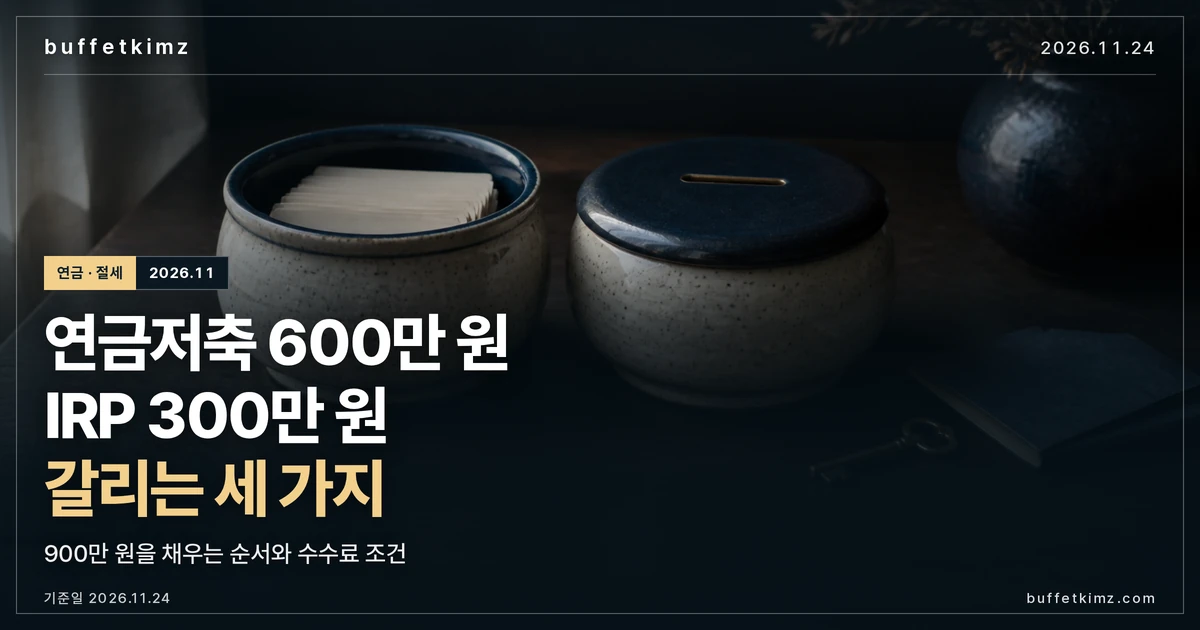 buffetkimz
2026.11.24
연금 · 절세
2026.11
연금저축 600만 원
IRP 300만 원
갈리는 세 가지
900만 원을 채우는 순서와 수수료 조건
기준일 2026.11.24
buffetkimz.com